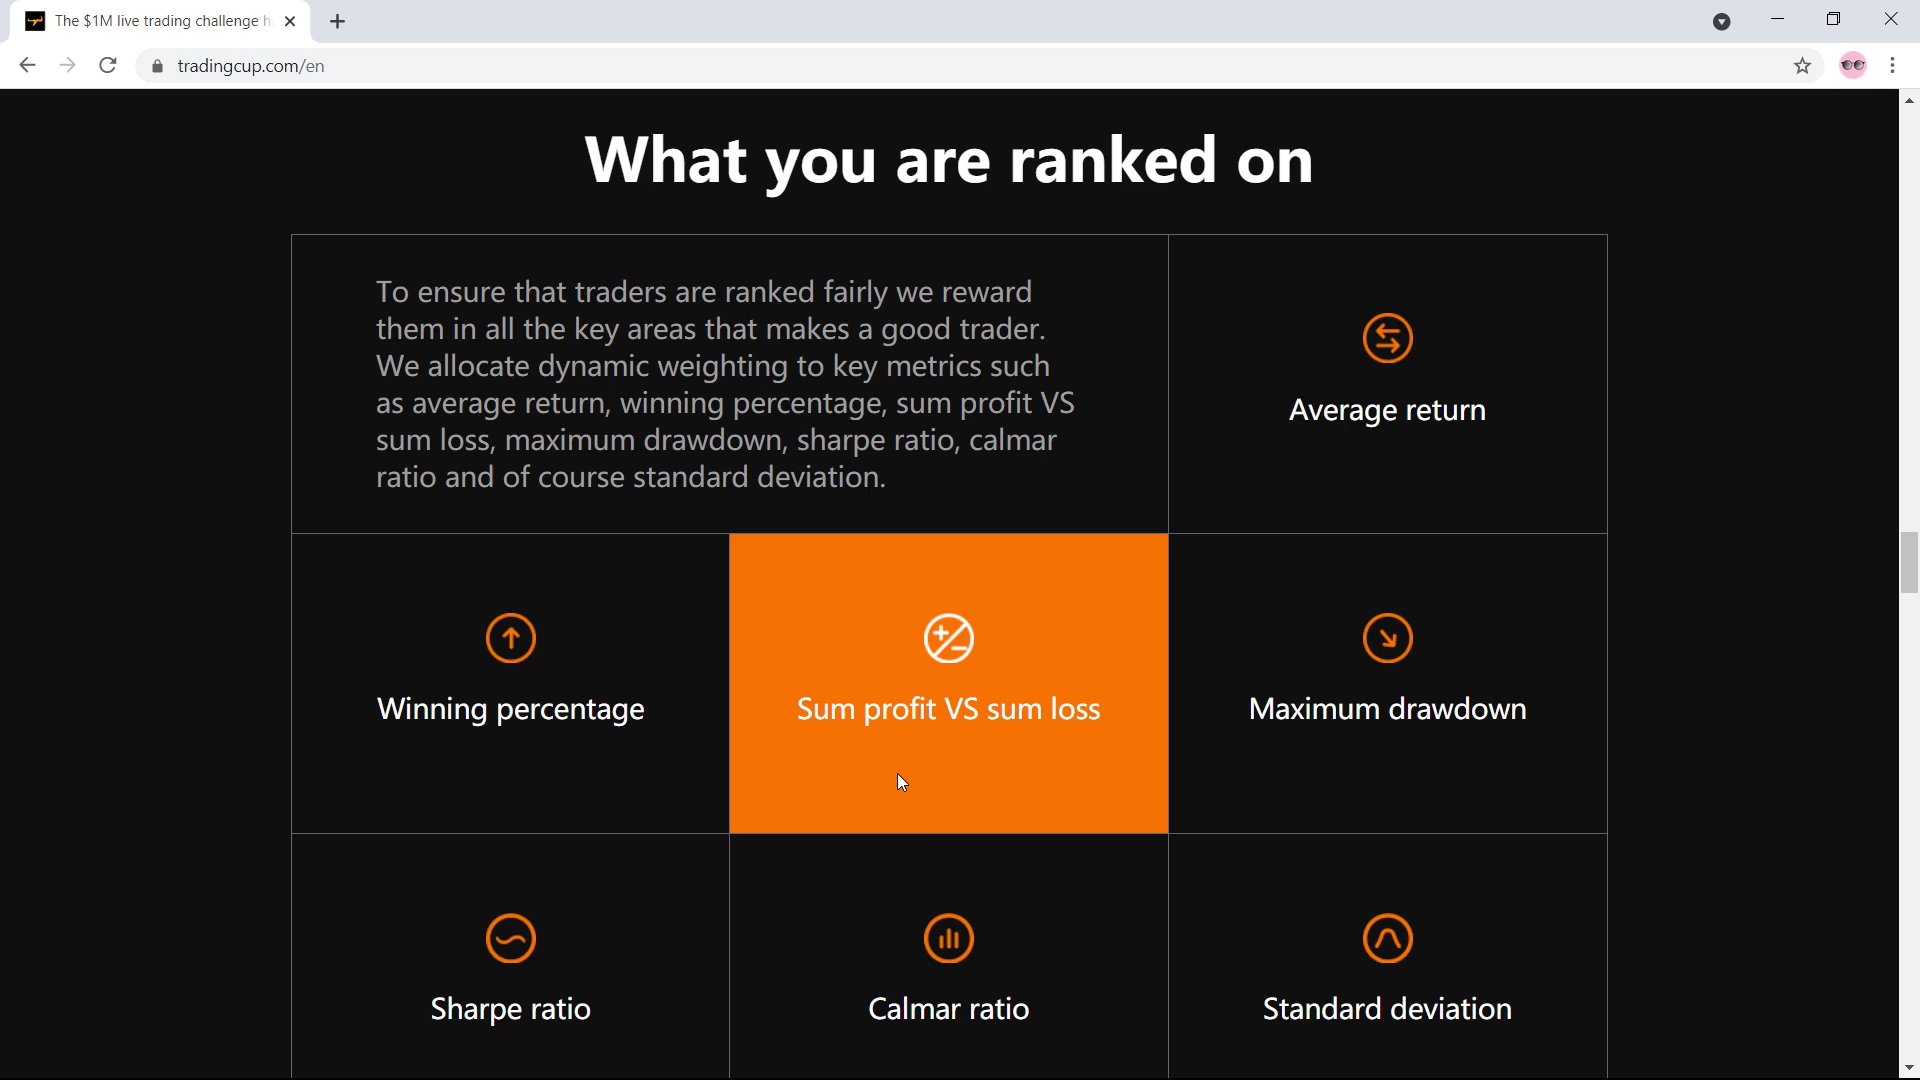 The $1M live trading challenge h
tradingcup.com/en
What you are ranked on
To ensure that traders are ranked fairly we reward
them in all the key areas that makes a good trader.
We allocate dynamic weighting to key metrics such
as average return, winning percentage, sum profit VS
sum loss, maximum drawdown, sharpe ratio, calmar
ratio and of course standard deviation.
Average return
Winning percentage
Sum profit VS sum loss
Maximum drawdown
Sharpe ratio
Calmar ratio
Standard deviation